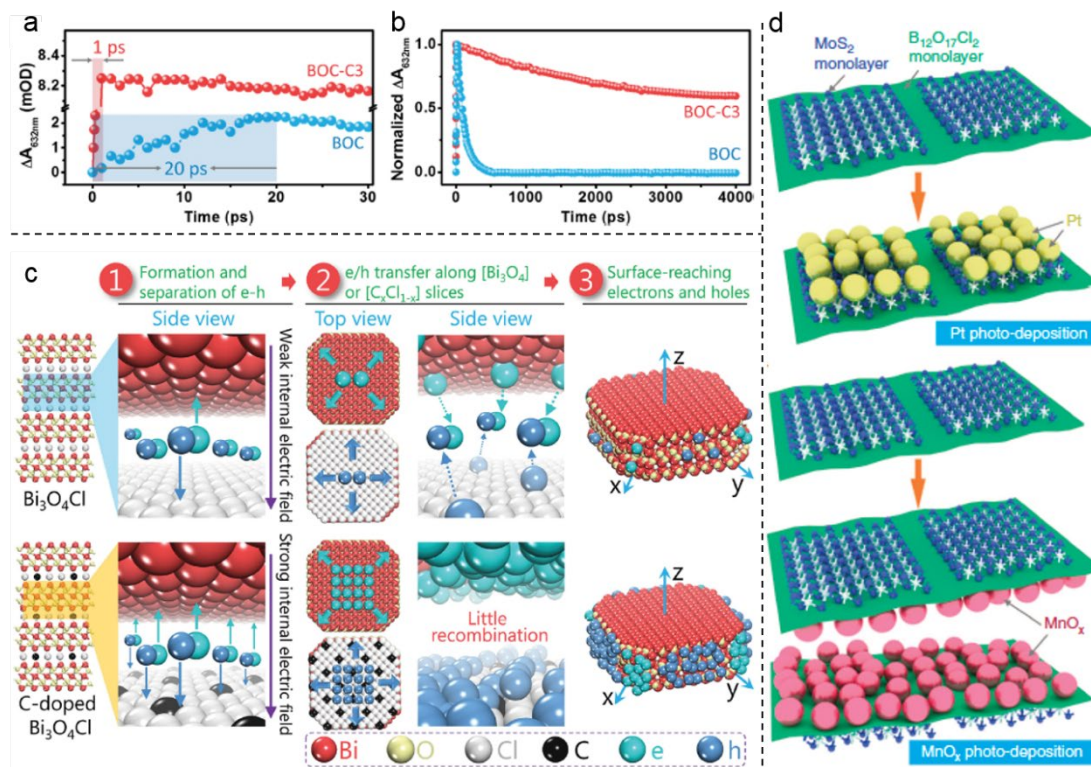 a
1 ps
8.4
8.2
2
1
0
ΔA632nm (mOD)
BOC-C3
BOC
20 ps
0
10
20
30
Time (ps)
b
1.0
0.5
0.0
Normalized ΔA632nm
BOC-C3
BOC
0
1000
2000
3000
4000
Time (ps)
c
1 Formation and
separation of e-h
2 e/h transfer along [Bi3O4]
or [CxCl1-x] slices
3 Surface-reaching
electrons and holes
Side view
Top view
Side view
Weak internal electric field
Bi3O4Cl
z
x
y
Strong internal electric field
C-doped
Bi3O4Cl
Little
recombination
z
x
y
Bi
O
Cl
C
e
h
d
MoS2
monolayer
B12O17Cl2
monolayer
Pt
Pt photo-deposition
MnOx
MnOx photo-deposition